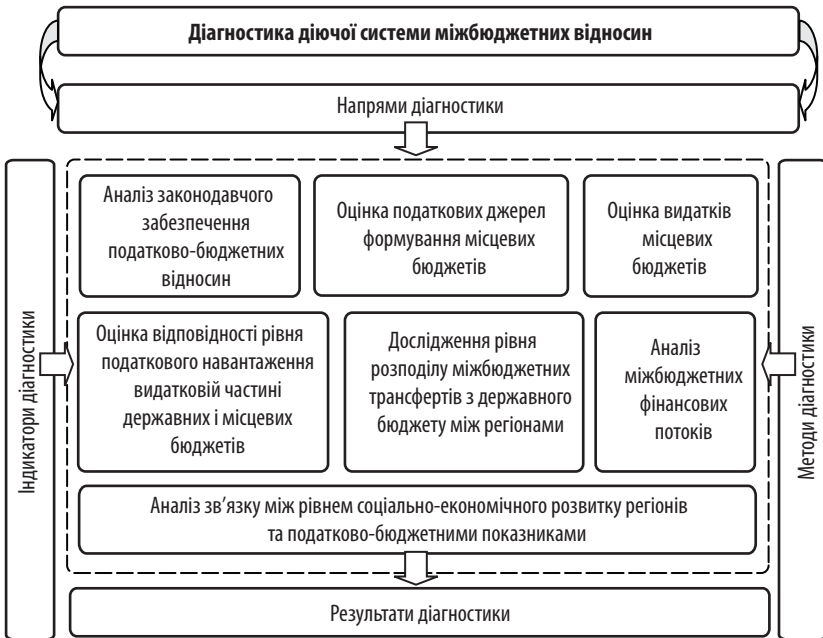 Діагностика діючої системи міжбюджетних відносин
Напрями діагностики
Індикатори діагностики
Аналіз законодавчого
забезпечення
податково-бюджетних
відносин
Оцінка податкових джерел
формування місцевих
бюджетів
Оцінка видатків
місцевих
бюджетів
Оцінка відповідності рівня
податкового навантаження
видатковій частині
державних і місцевих
бюджетів
Дослідження рівня
розподілу міжбюджетних
трансфертів з державного
бюджету між регіонами
Аналіз
міжбюджетних
фінансових
потоків
Аналіз зв’язку між рівнем соціально-економічного розвитку регіонів
та податково-бюджетними показниками
Методи діагностики
Результати діагностики